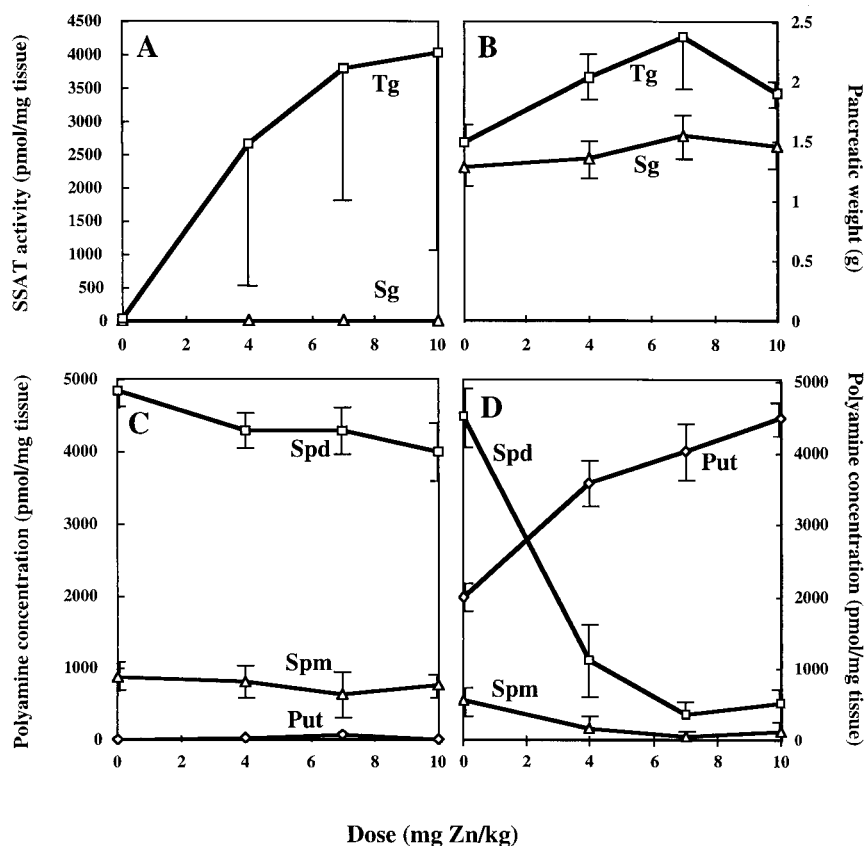 A
SSAT activity (pmol/mg tissue)
4500
4000
3500
3000
2500
2000
1500
1000
500
0
Tg
Sg
0 2 4 6 8 10
B
Pancreatic weight (g)
2.5
2
1.5
1
0.5
0
Tg
Sg
0 2 4 6 8 10
C
Polyamine concentration (pmol/mg tissue)
5000
4000
3000
2000
1000
0
Spd
Spm
Put
0 2 4 6 8 10
D
Polyamine concentration (pmol/mg tissue)
5000
4000
3000
2000
1000
0
Spd
Put
Spm
0 2 4 6 8 10
Dose (mg Zn/kg)